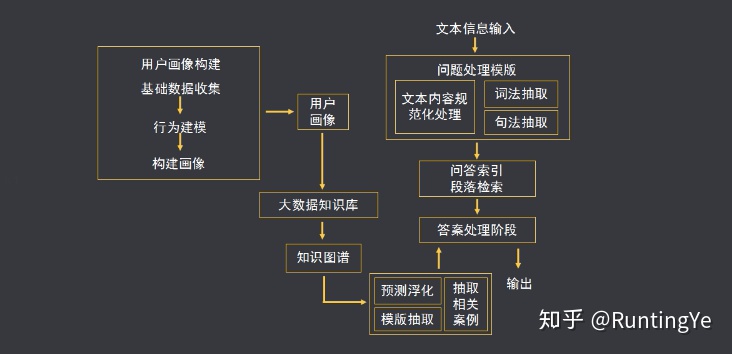 用户画像构建
基础数据收集
行为建模
构建画像
用户
画像
大数据知识库
知识图谱
预测浮化
模版抽取
抽取
相关
案例
文本信息输入
问题处理模版
文本内容规
范化处理
词法抽取
句法抽取
问答索引
段落检索
答案处理阶段
输出
知乎 @RuntingYe